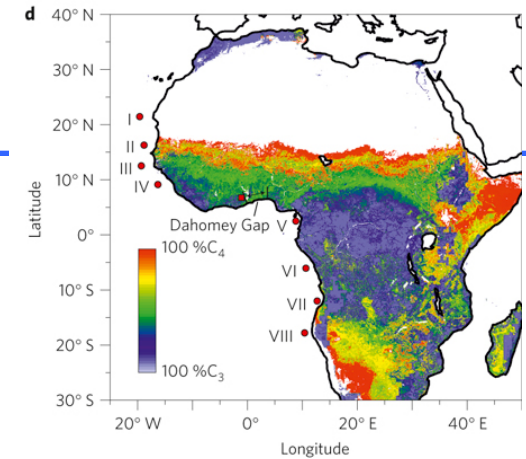 d
40° N
30° N
20° N
10° N
0°
10° S
20° S
30° S
Latitude
I
II
III
IV
Dahomey Gap
V
VI
VII
VIII
100 %C₄
100 %C₃
20° W
0°
20° E
40° E
Longitude